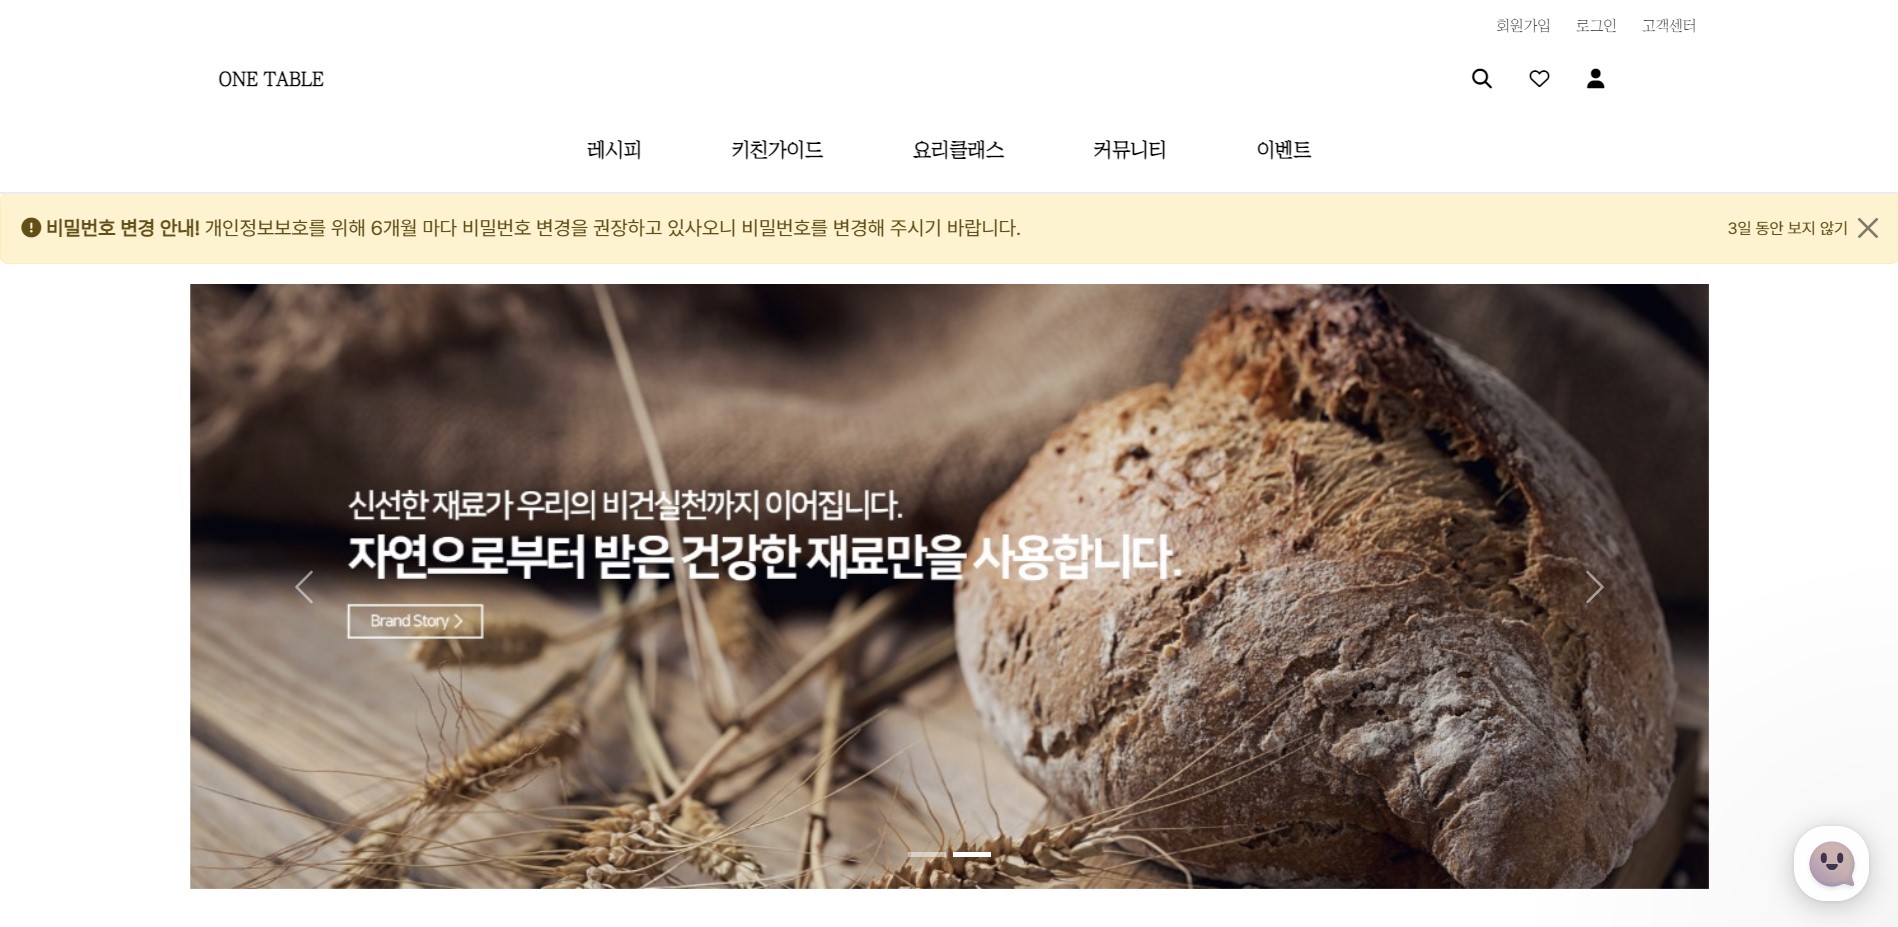 회원가입 로그인 고객센터
ONE TABLE
레시피 키친가이드 요리클래스 커뮤니티 이벤트
비밀번호 변경 안내! 개인정보보호를 위해 6개월 마다 비밀번호 변경을 권장하고 있사오니 비밀번호를 변경해 주시기 바랍니다. 3일 동안 보지 않기
신선한 재료가 우리의 비건실천까지 이어집니다.
자연으로부터 받은 건강한 재료만을 사용합니다.
Brand Story